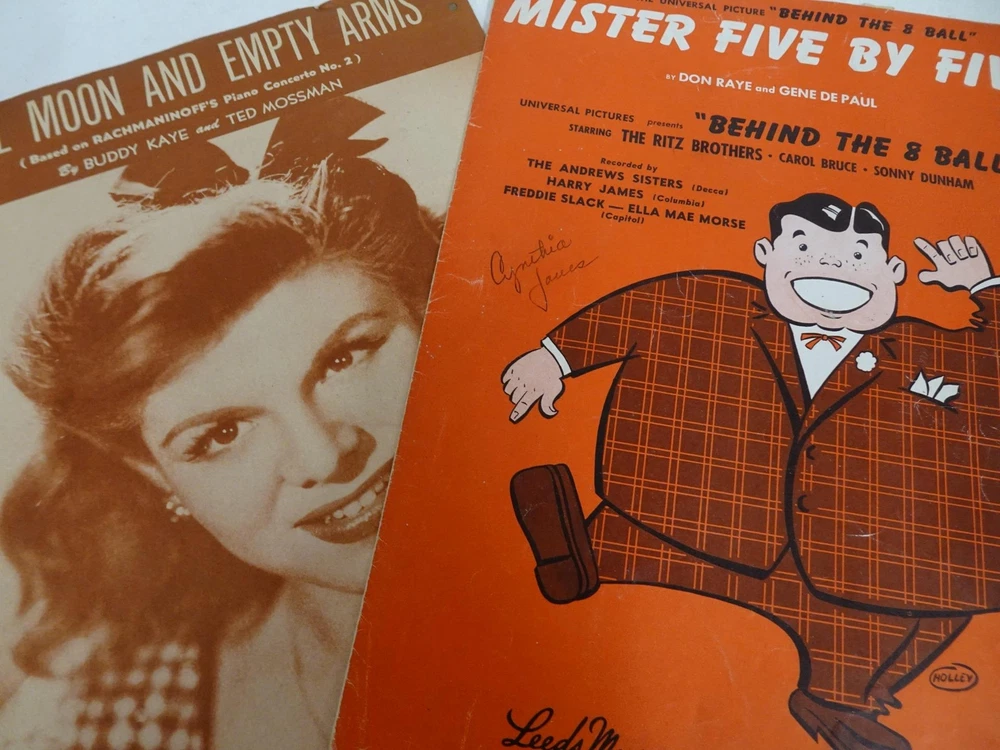 L MOON AND EMPTY ARMS
(Based on RACHMANINOFF'S Piano Concerto No. 2)
By BUDDY KAYE and TED MOSSMAN
UNIVERSAL PICTURE "BEHIND THE 8 BALL"
MISTER FIVE BY FIV
BY DON RAYE and GENE DE PAUL
UNIVERSAL PICTURES presents "BEHIND THE 8 BALL
STARRING THE RITZ BROTHERS · CAROL BRUCE · SONNY DUNHAM
Recorded by
THE ANDREWS SISTERS (Decca)
HARRY JAMES (Columbia)
FREDDIE SLACK — ELLA MAE MORSE
(Capitol)
Cynthia
Jones
HOLLEY
Leeds M